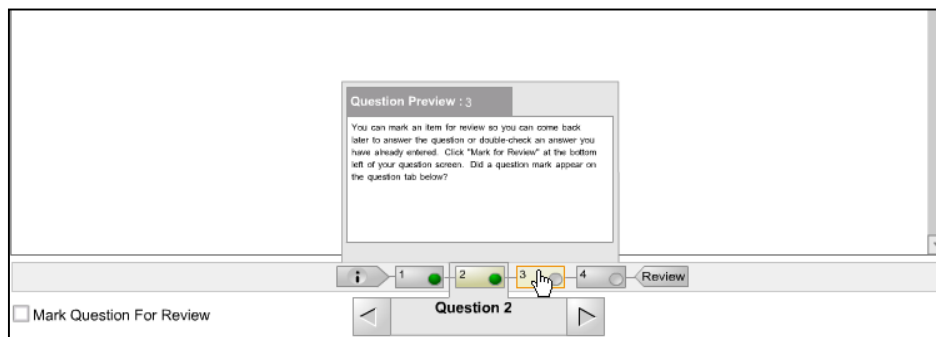 Question Preview : 3
You can mark an item for review so you can come back
later to answer the question or double-check an answer you
have already entered. Click "Mark for Review" at the bottom
left of your question screen. Did a question mark appear on
the question tab below?
i 1 2 3 4 Review
Mark Question For Review
Question 2